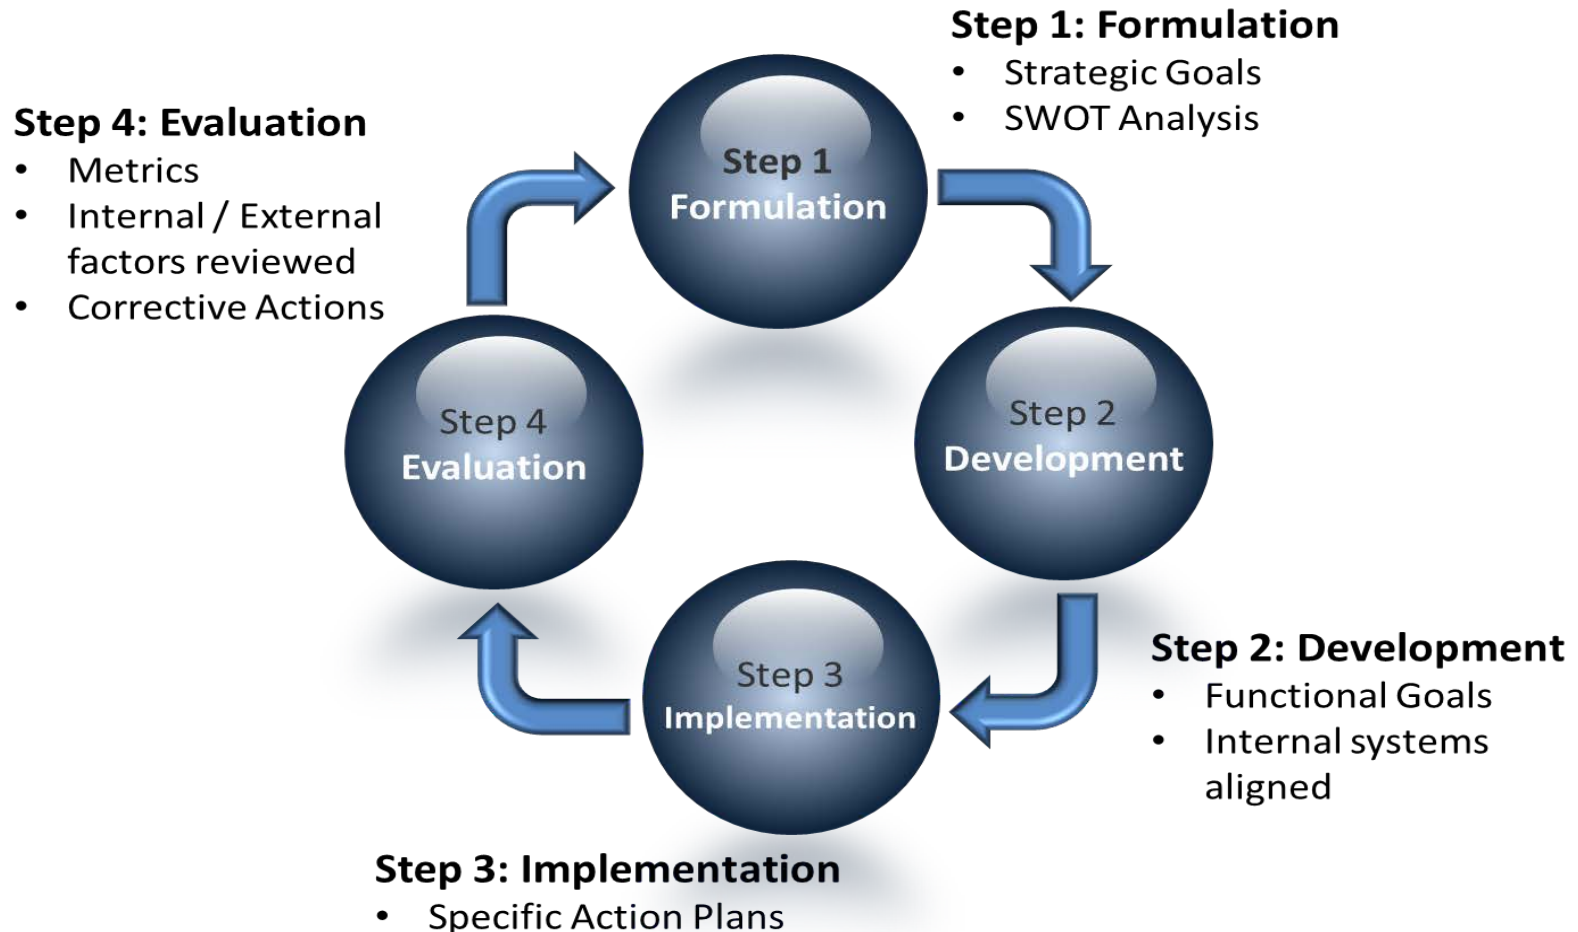 Step 1: Formulation
• Strategic Goals
• SWOT Analysis
Step 4: Evaluation
• Metrics
• Internal / External
factors reviewed
• Corrective Actions
Step 1
Formulation
Step 4
Evaluation
Step 2
Development
Step 3
Implementation
Step 2: Development
• Functional Goals
• Internal systems
aligned
Step 3: Implementation
• Specific Action Plans